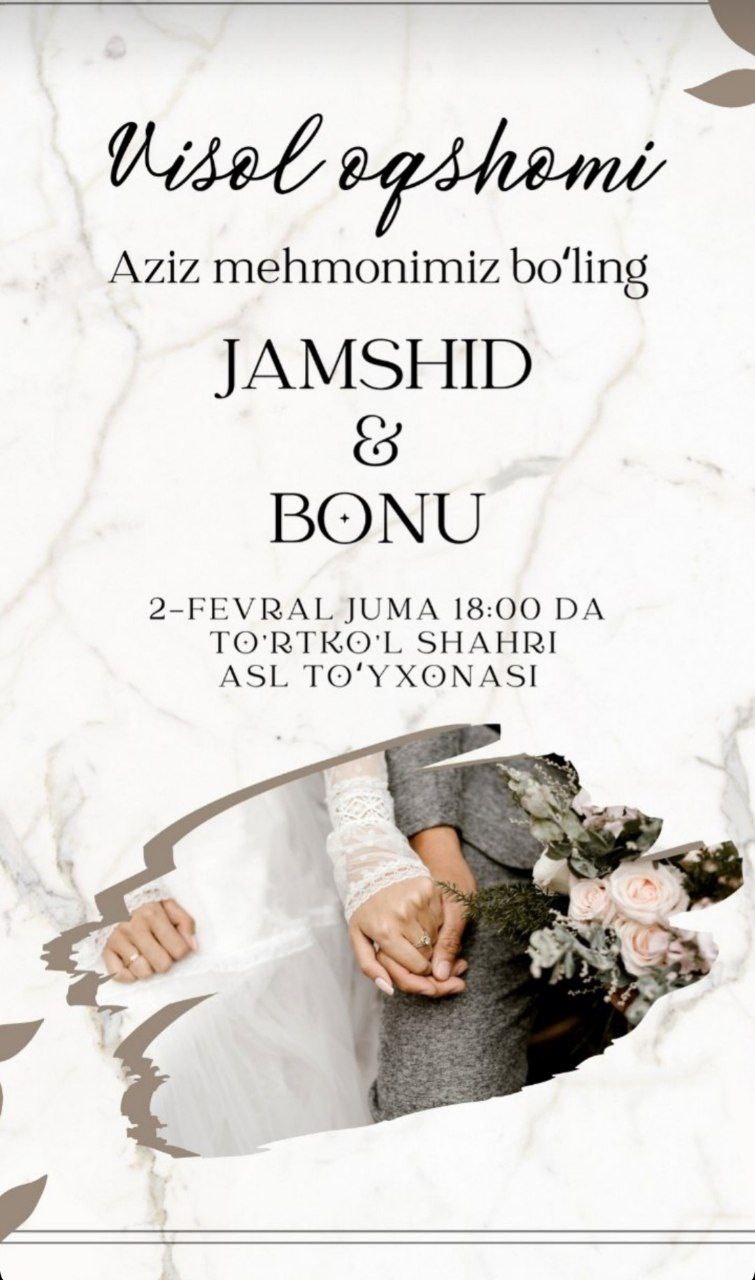 Visol oqshomi
Aziz mehmonimiz bo‘ling
JAMSHID
&
BONU
2-FEVRAL JUMA 18:00 DA
TO'RTKO'L SHAHRI
ASL TO‘YXONASI